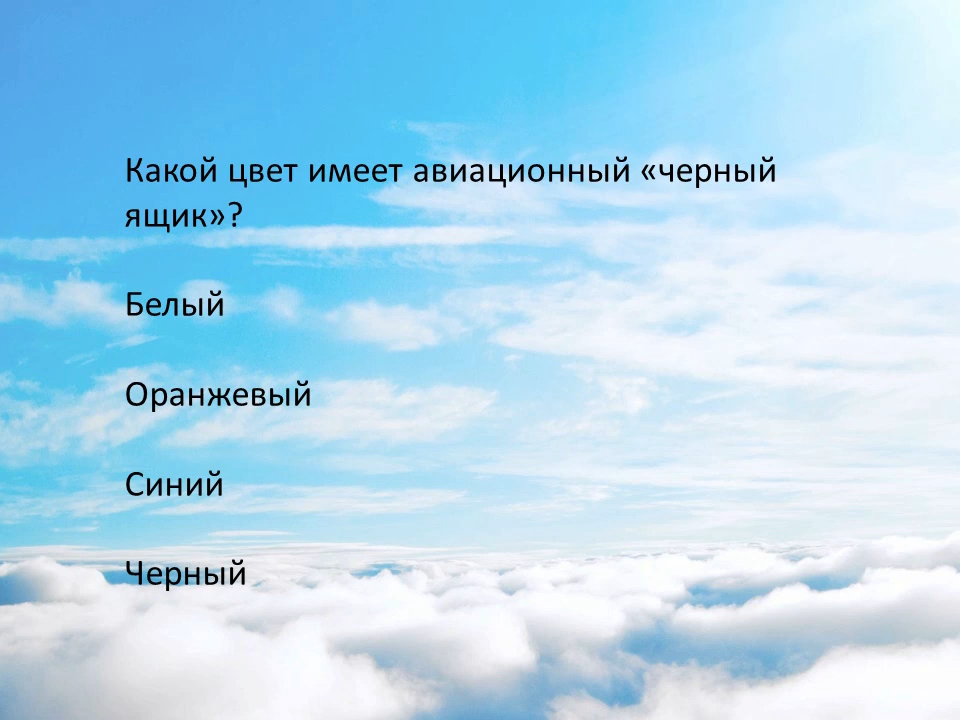 Какой цвет имеет авиационный «черный
ящик»?
Белый
Оранжевый
Синий
Черный